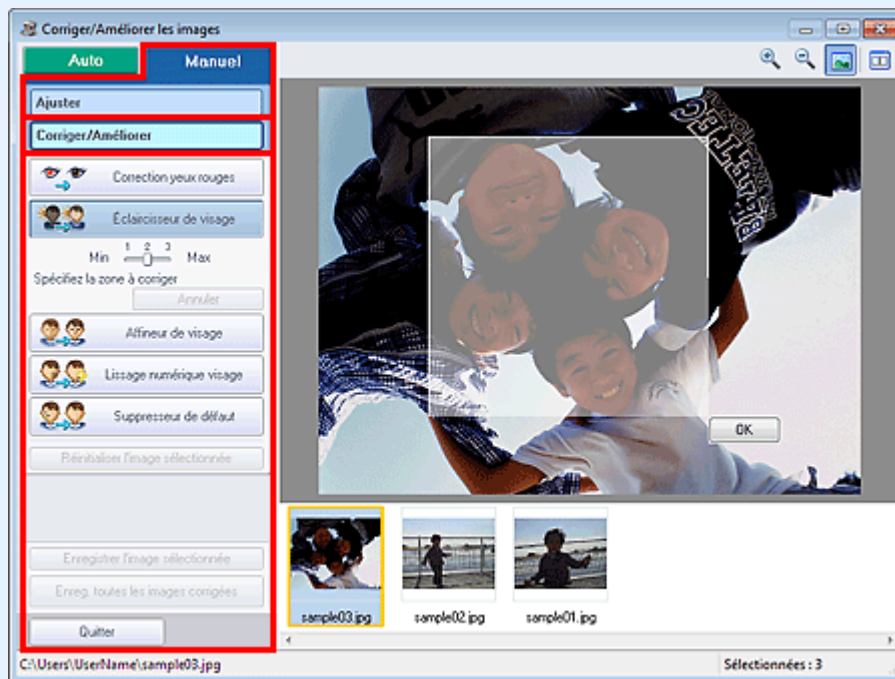 Corriger/Améliorer les images
Auto
Manuel
Ajuster
Corriger/Améliorer
Correction yeux rouges
Éclaircisseur de visage
1 2 3
Min Max
Spécifiez la zone à corriger
Annuler
Affineur de visage
Lissage numérique visage
Suppresseur de défaut
Réinitialiser l'image sélectionnée
Enregistrer l'image sélectionnée
Enreg. toutes les images corrigées
Quitter
OK
sample03.jpg
sample02.jpg
sample01.jpg
C:\Users\UserName\sample03.jpg
Sélectionnées : 3